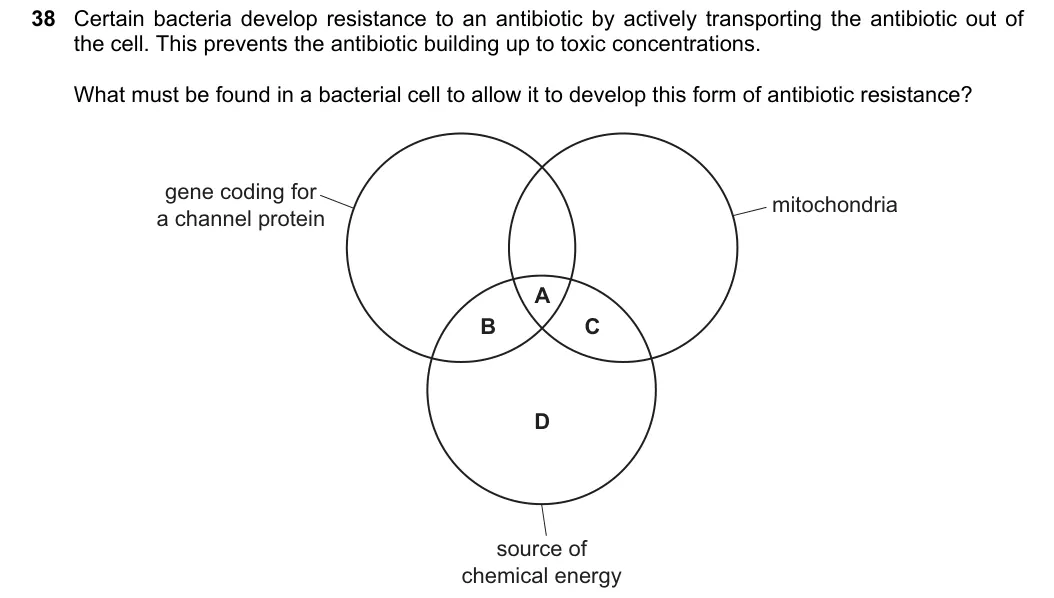 38 Certain bacteria develop resistance to an antibiotic by actively transporting the antibiotic out of
the cell. This prevents the antibiotic building up to toxic concentrations.
What must be found in a bacterial cell to allow it to develop this form of antibiotic resistance?
gene coding for
a channel protein
mitochondria
A
B
C
D
source of
chemical energy